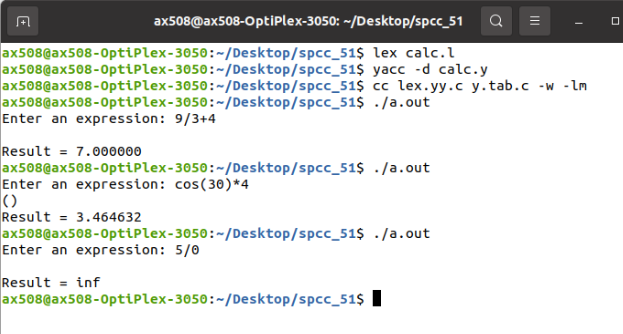 ax508@ax508-OptiPlex-3050: ~/Desktop/spcc_51
ax508@ax508-OptiPlex-3050:~/Desktop/spcc_51$ lex calc.l
ax508@ax508-OptiPlex-3050:~/Desktop/spcc_51$ yacc -d calc.y
ax508@ax508-OptiPlex-3050:~/Desktop/spcc_51$ cc lex.yy.c y.tab.c -w -lm
ax508@ax508-OptiPlex-3050:~/Desktop/spcc_51$ ./a.out
Enter an expression: 9/3+4
Result = 7.000000
ax508@ax508-OptiPlex-3050:~/Desktop/spcc_51$ ./a.out
Enter an expression: cos(30)*4
()
Result = 3.464632
ax508@ax508-OptiPlex-3050:~/Desktop/spcc_51$ ./a.out
Enter an expression: 5/0
Result = inf
ax508@ax508-OptiPlex-3050:~/Desktop/spcc_51$